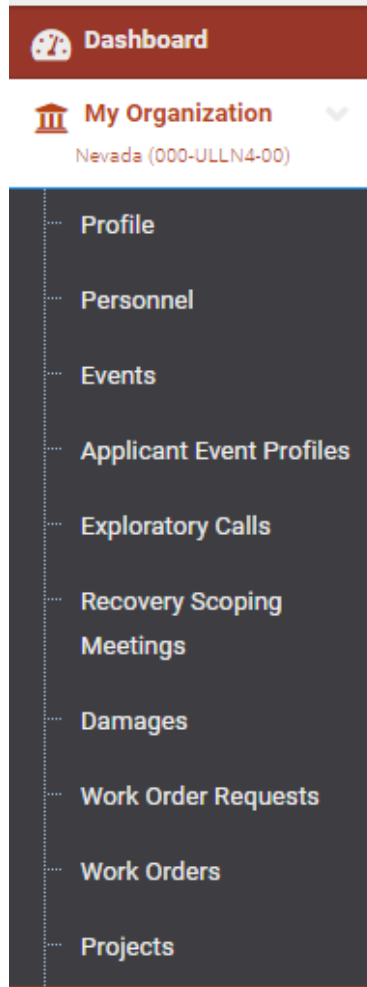 Dashboard
My Organization
Nevada (000-ULLN4-00)
Profile
Personnel
Events
Applicant Event Profiles
Exploratory Calls
Recovery Scoping
Meetings
Damages
Work Order Requests
Work Orders
Projects